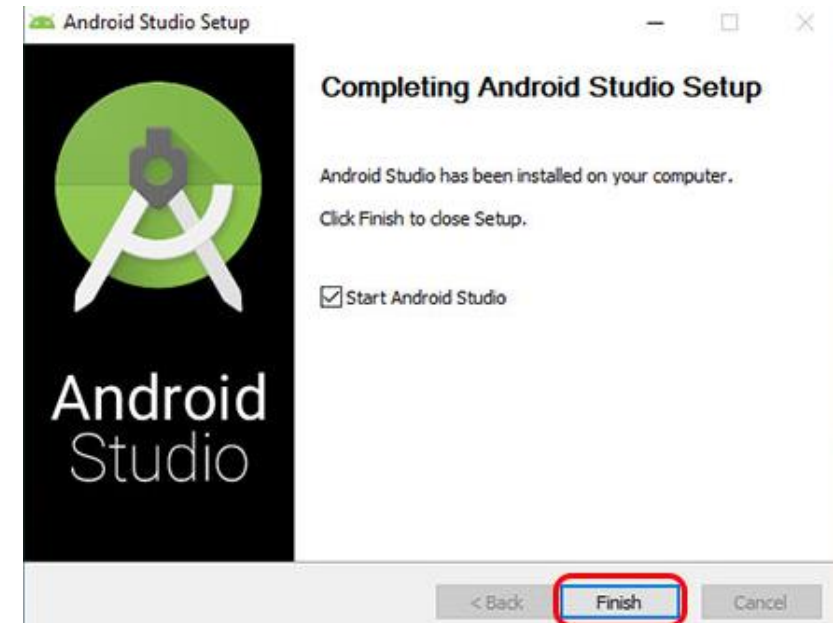 Android Studio Setup
Completing Android Studio Setup
Android Studio has been installed on your computer.
Click Finish to close Setup.
Start Android Studio
Android
Studio
< Back
Finish
Cancel